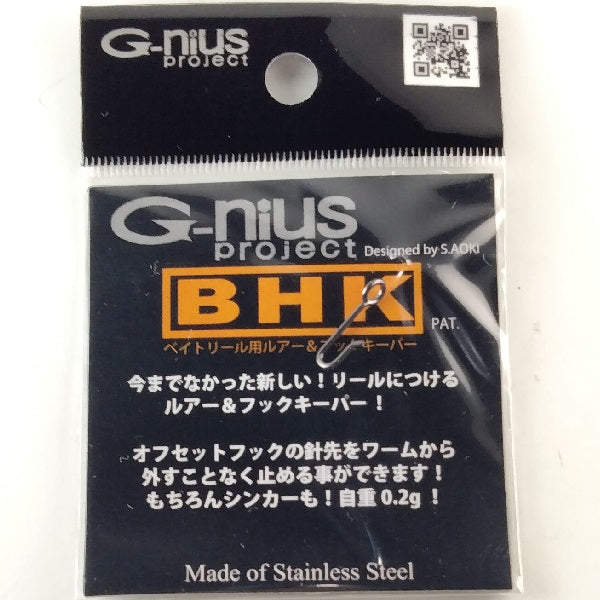 G-nius
project
G-nius
project
Designed by S.AOKI
BHK
PAT.
ベイトリール用ルアー&フックキーパー
今までなかった新しい!リールにつける
ルアー&フックキーパー!
オフセットフックの針先をワームから
外すことなく止める事ができます!
もちろんシンカーも!自重0.2g!
Made of Stainless Steel